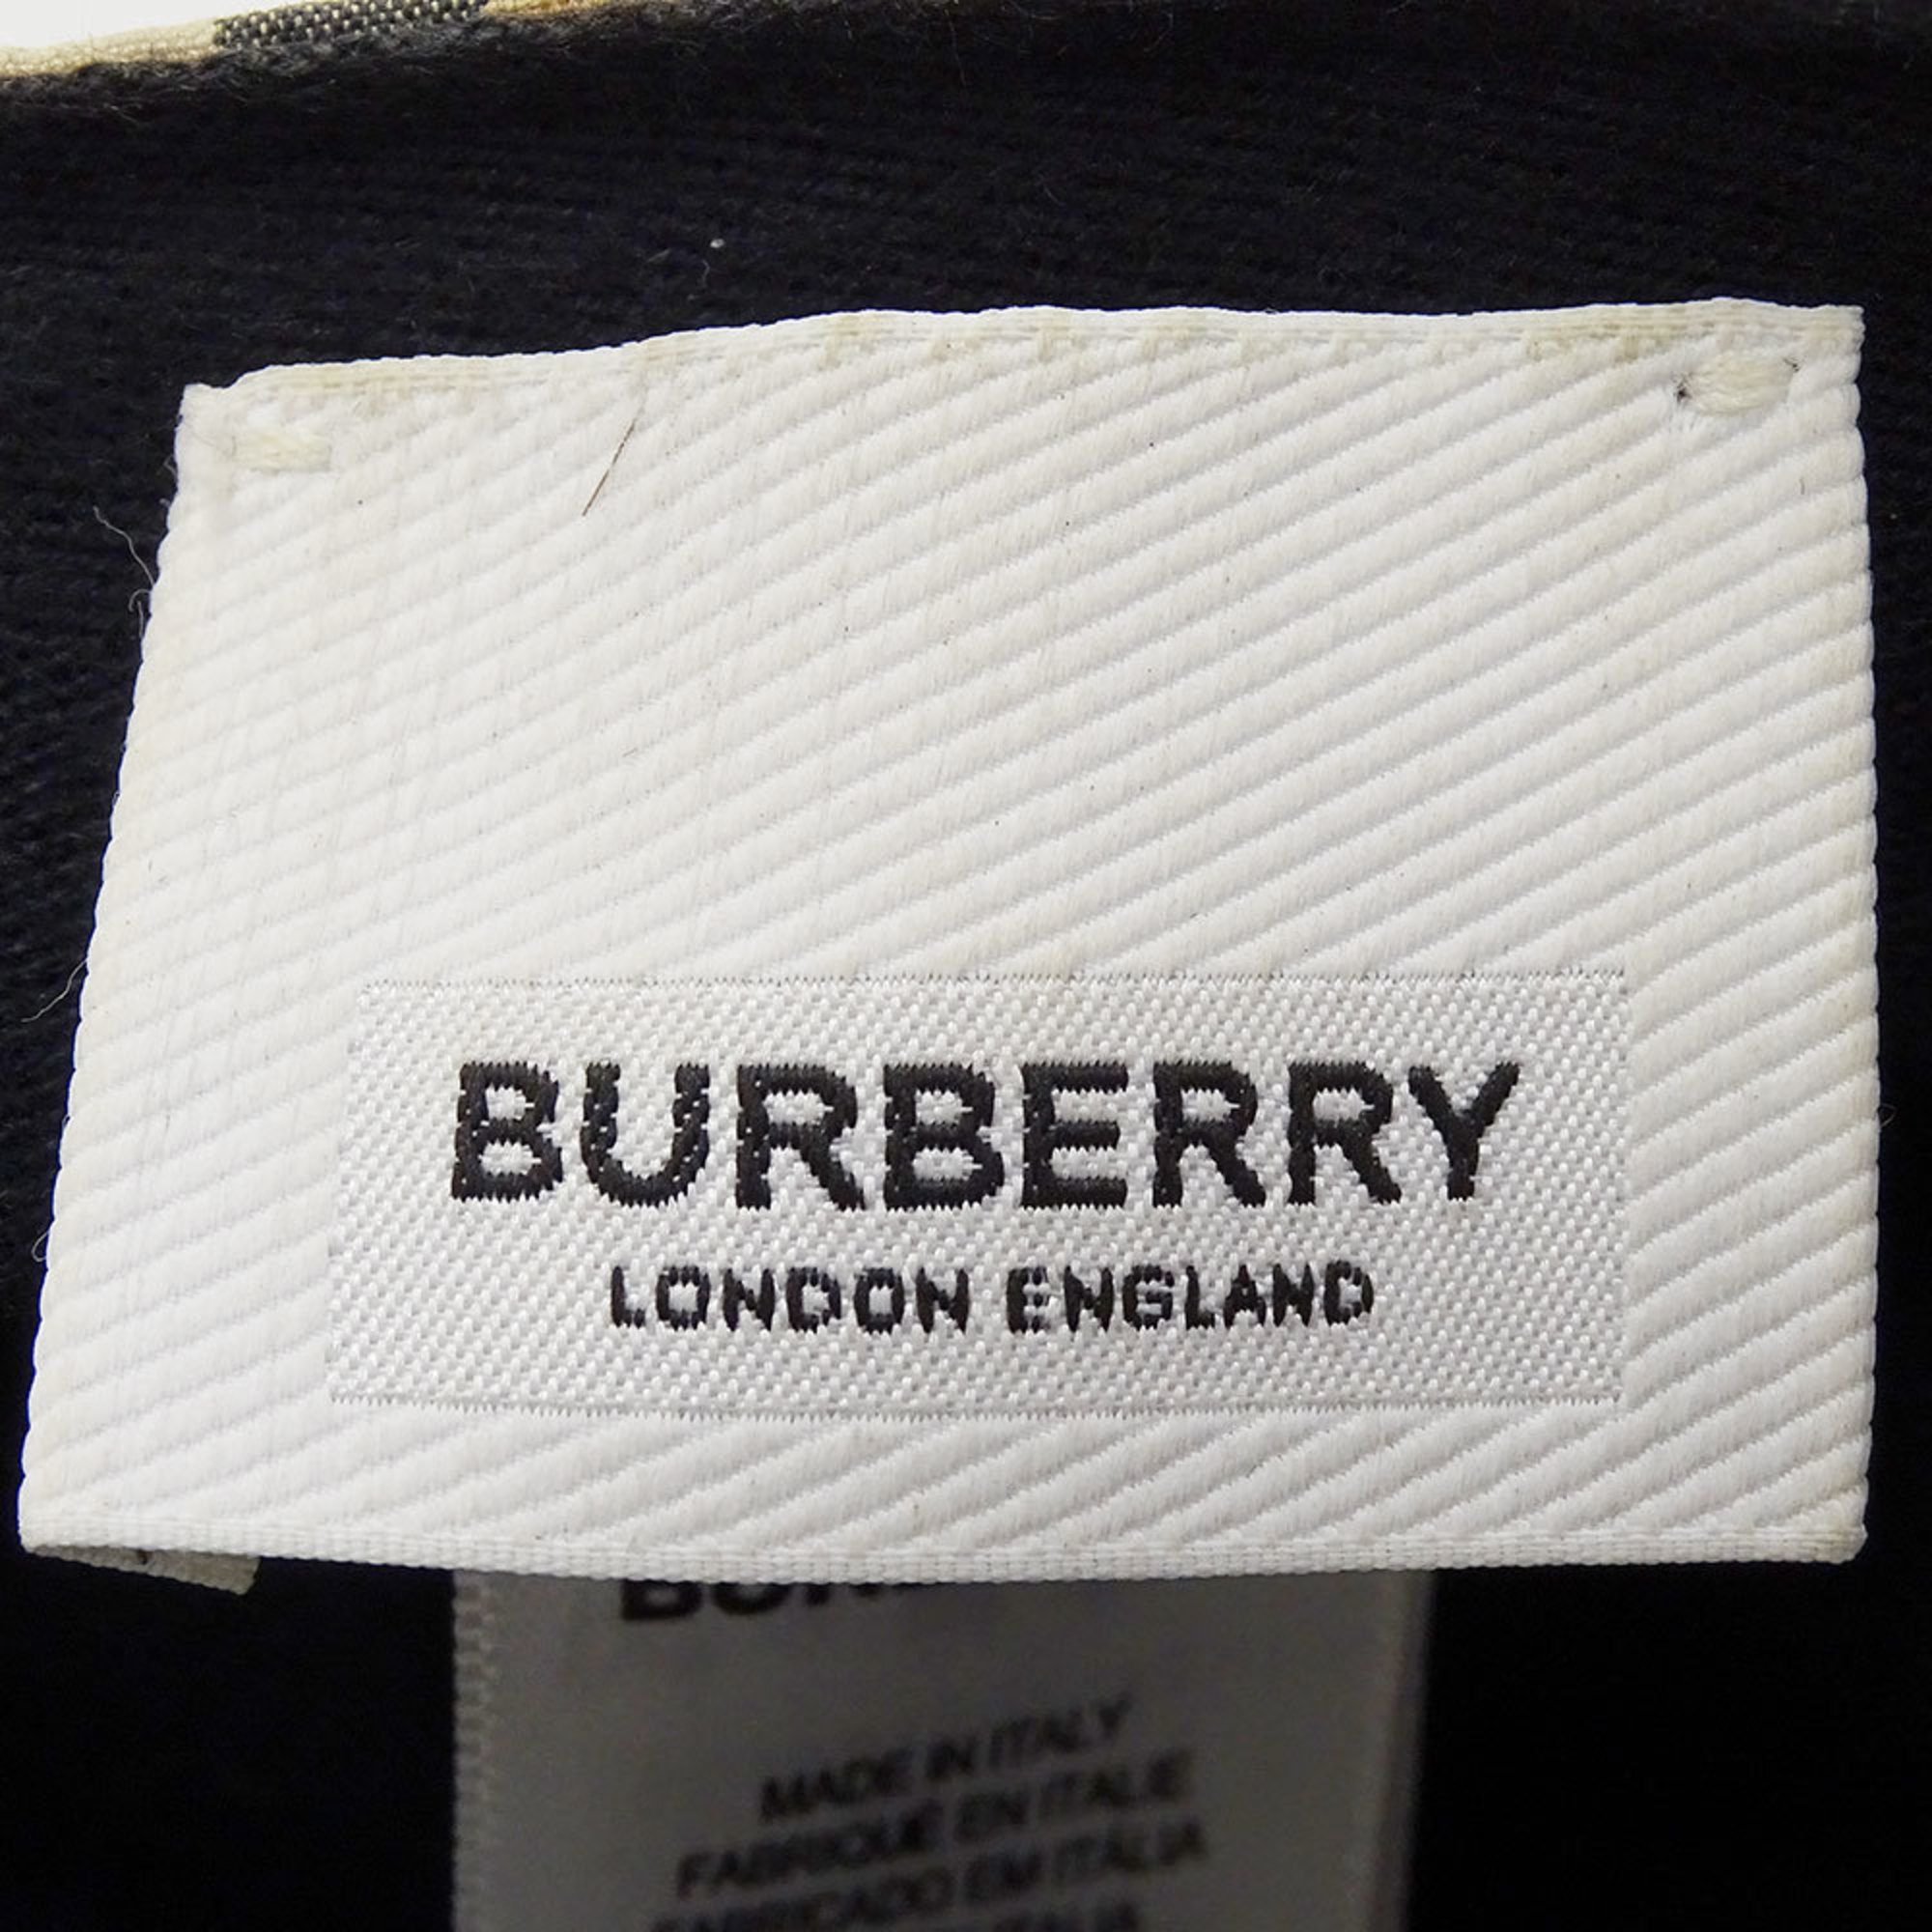 BURBERRY
LONDON ENGLAND
MADE IN ITALY
FABRIQUÉ EN ITALIE
FABRICADO EM ITÁLIA